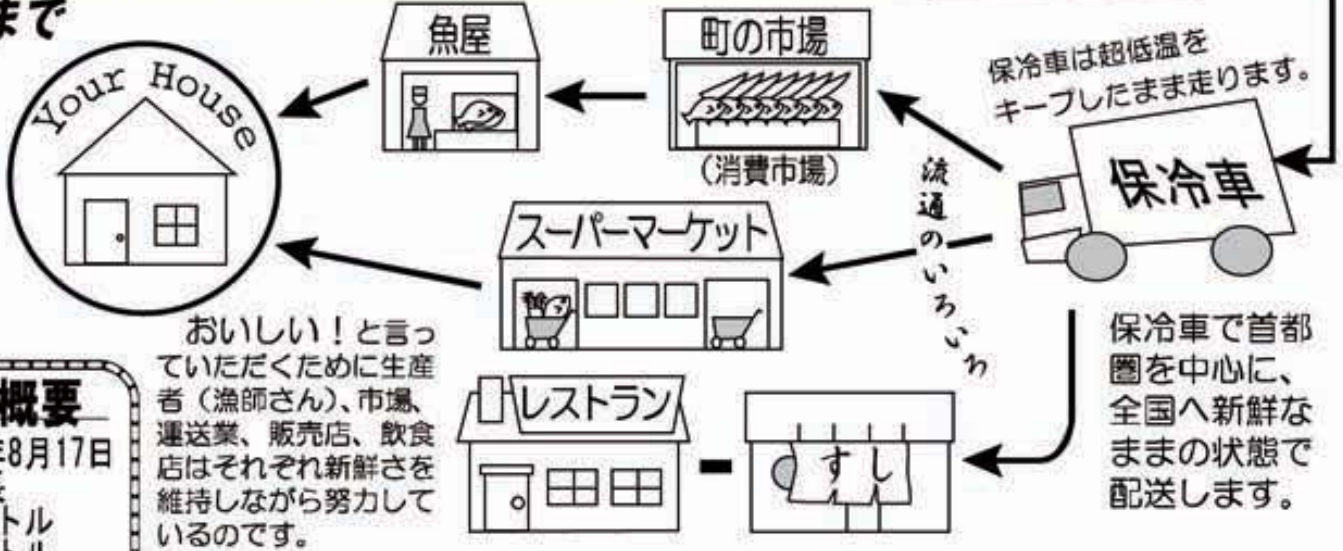 まで
Your House
魚屋
町の市場
(消費市場)
保冷車は超低温を
キープしたまま走ります。
保冷車
流通のいろいろ
スーパーマーケット
おいしい!と言っ
ていただくために生産
者(漁師さん)、市場、
運送業、販売店、飲食
店はそれぞれ新鮮さを
維持しながら努力して
いるのです。
レストラン
すし
保冷車で首都
圏を中心に、
全国へ新鮮な
ままの状態で
配送します。
概要
年8月17日
トル